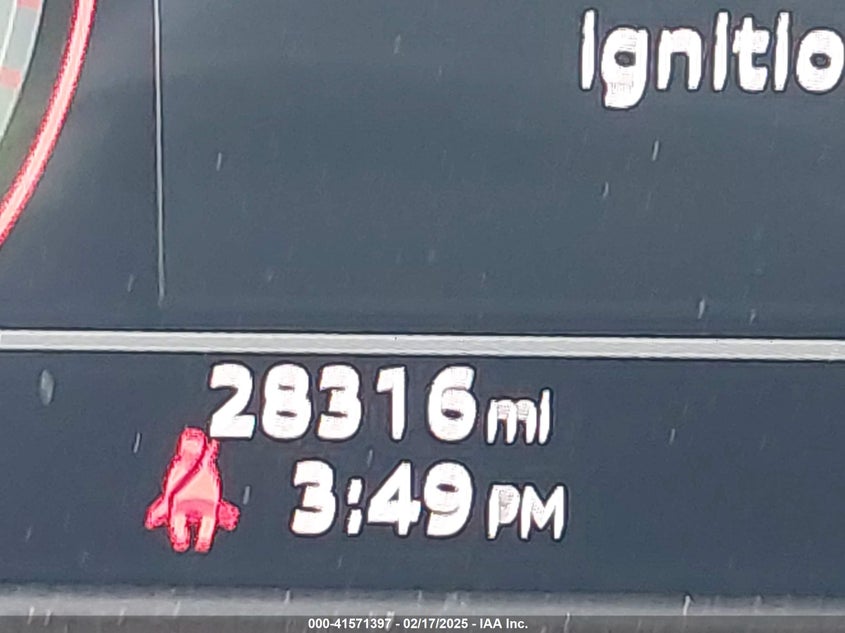 Ignitio
28316 mi
3:49 PM
000-41571397 - 02/17/2025 - IAA Inc.